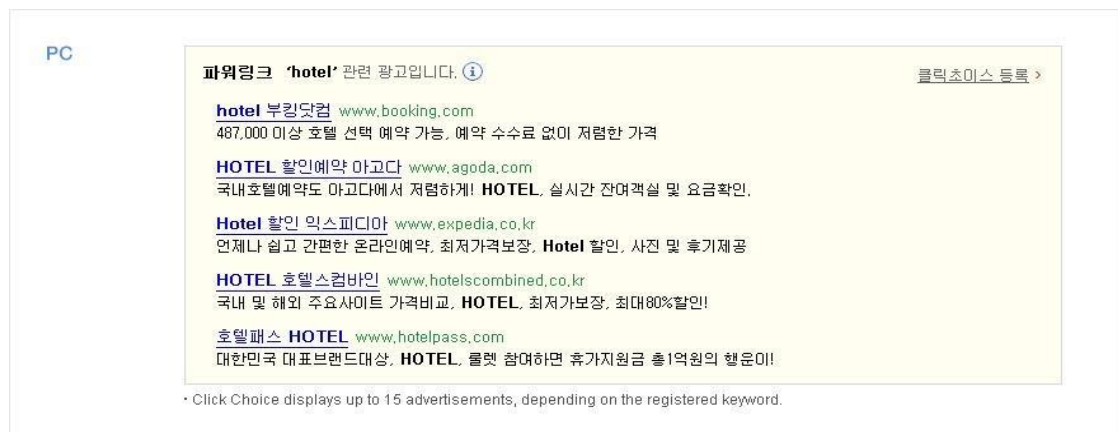 PC
파워링크 'hotel' 관련 광고입니다. i
클릭초이스 등록 >
hotel 부킹닷컴 www.booking.com
487,000 이상 호텔 선택 예약 가능, 예약 수수료 없이 저렴한 가격
HOTEL 할인예약 아고다 www.agoda.com
국내호텔예약도 아고다에서 저렴하게! HOTEL, 실시간 잔여객실 및 요금확인.
Hotel 할인 익스피디아 www.expedia.co.kr
언제나 쉽고 간편한 온라인예약, 최저가격보장, Hotel 할인, 사진 및 후기제공
HOTEL 호텔스컴바인 www.hotelscombined.co.kr
국내 및 해외 주요사이트 가격비교, HOTEL, 최저가보장, 최대80%할인!
호텔패스 HOTEL www.hotelpass.com
대한민국 대표브랜드대상, HOTEL, 룰렛 참여하면 휴가지원금 총1억원의 행운이!
• Click Choice displays up to 15 advertisements, depending on the registered keyword.